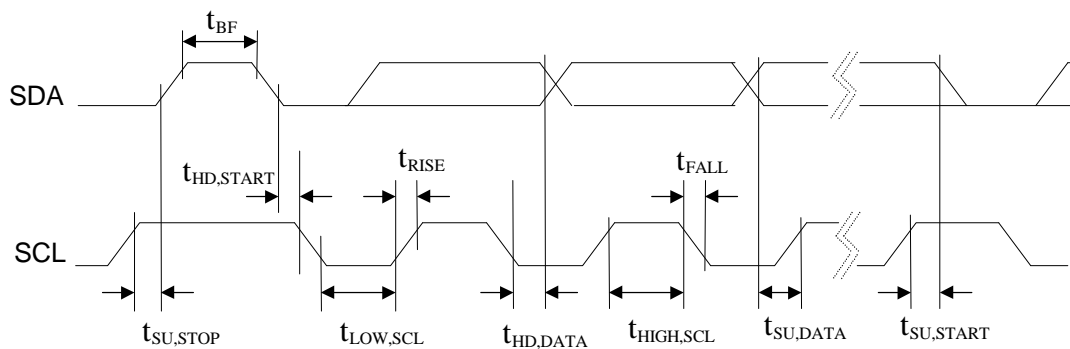 tBF
SDA
tHD,START
tRISE
tFALL
SCL
tSU,STOP
tLOW,SCL
tHD,DATA
tHIGH,SCL
tSU,DATA
tSU,START